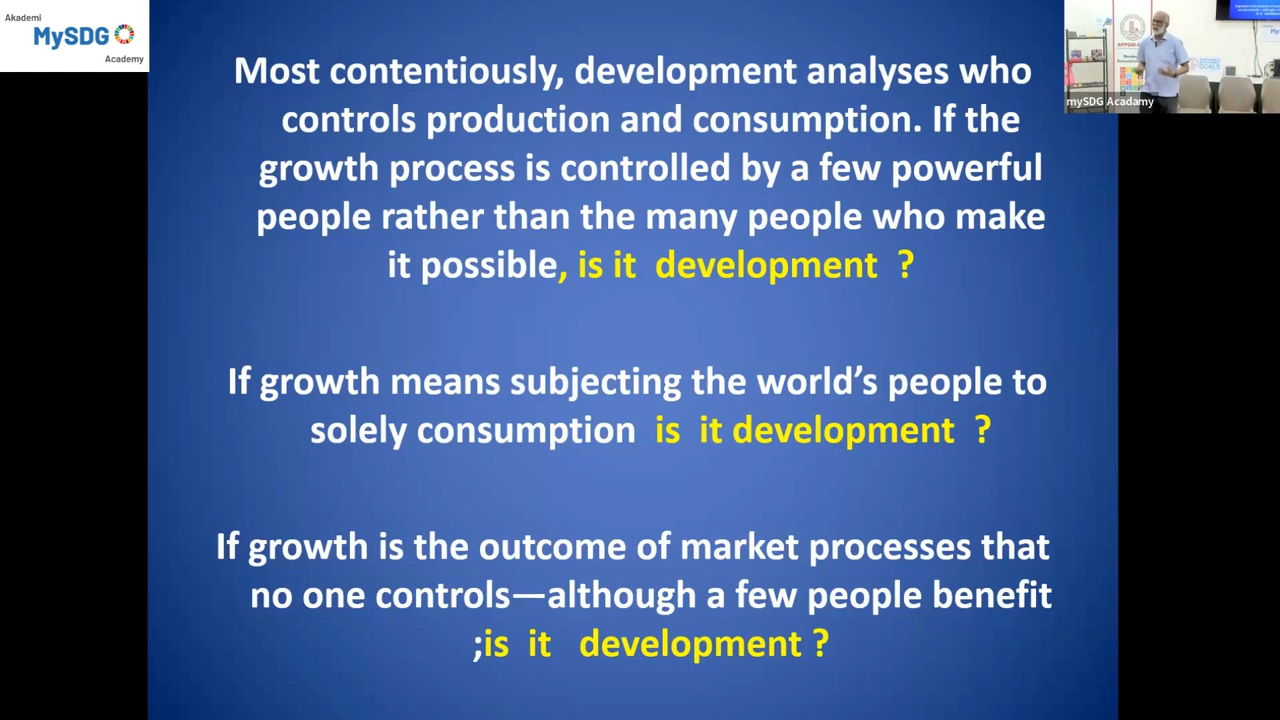 Akademi
MySDG
Academy
Most contentiously, development analyses who
controls production and consumption. If the
growth process is controlled by a few powerful
people rather than the many people who make
it possible, is it development ?
If growth means subjecting the world’s people to
solely consumption is it development ?
If growth is the outcome of market processes that
no one controls—although a few people benefit
;is it development ?
mySDG Acadamy